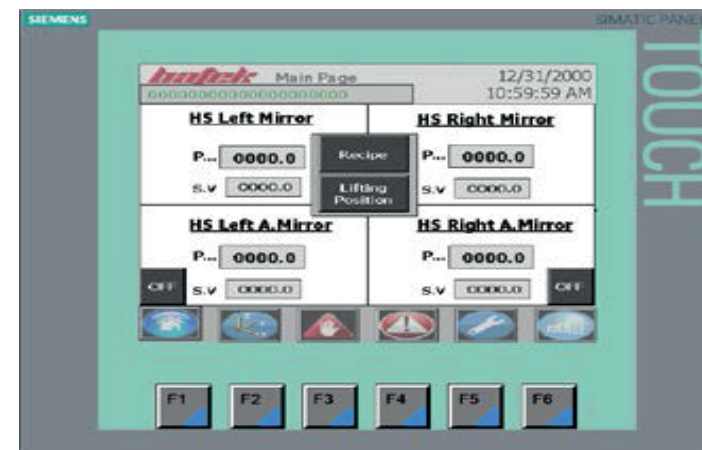 SIEMENS
SIMATIC PANEL
TOUCH
hatek Main Page
12/31/2000
0000000000000000000
10:59:59 AM
HS Left Mirror
HS Right Mirror
P... 0000.0
Recipe
P... 0000.0
s.v 0000.0
Lifting
Position
s.v 0000.0
HS Left A.Mirror
HS Right A.Mirror
P... 0000.0
P... 0000.0
OFF
s.v 0000.0
s.v 0000.0
OFF
F1 F2 F3 F4 F5 F6